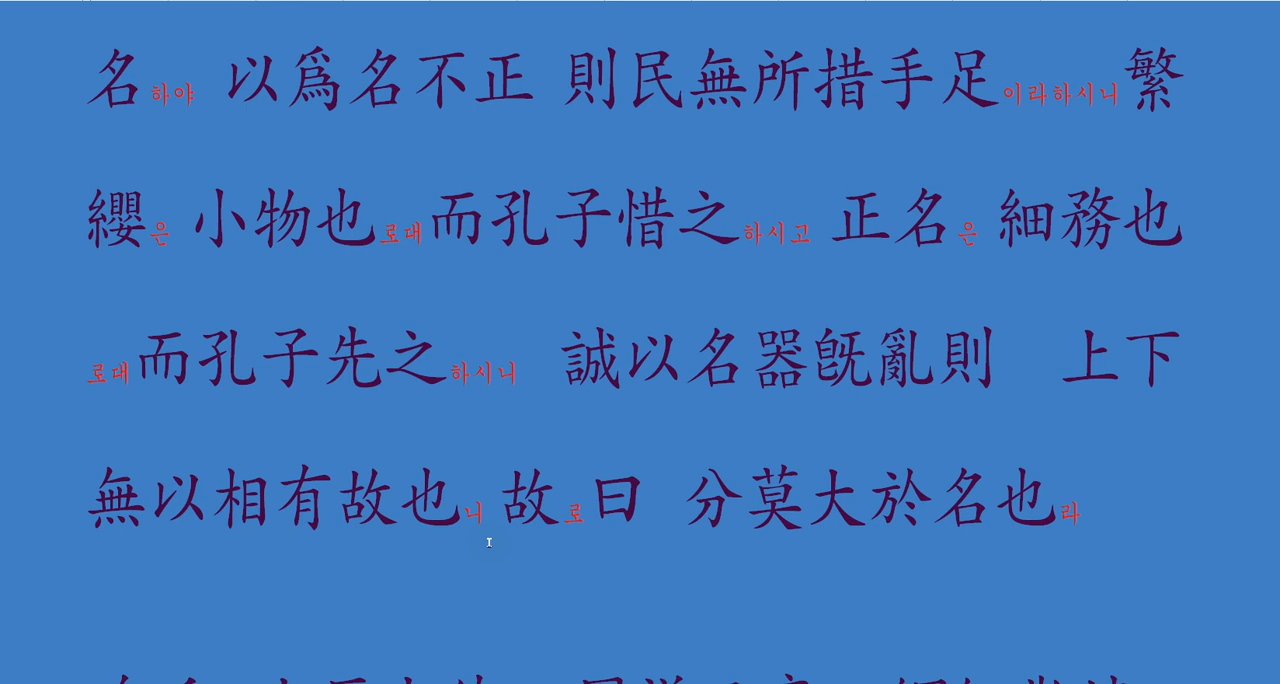 名하야 以爲名不正 則民無所措手足이라하시니 繁
纓은 小物也로대 而孔子惜之하시고 正名은 細務也
로대 而孔子先之하시니 誠以名器旣亂則 上下
無以相有故也니 故로曰 分莫大於名也라